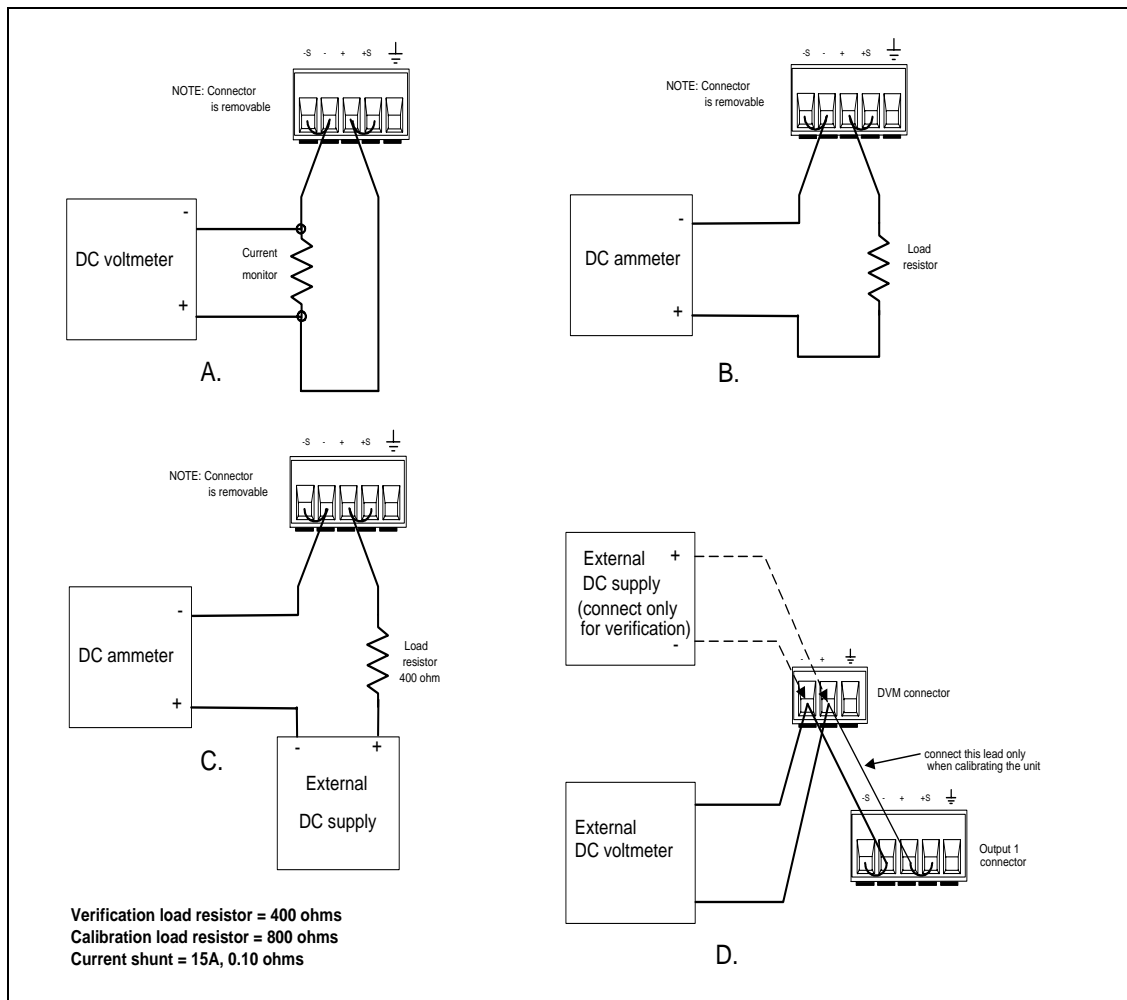 -S - + +S
NOTE: Connector
is removable
-
DC voltmeter
+
Current
monitor
A.
-S - + +S
NOTE: Connector
is removable
-
DC ammeter
+
Load
resistor
B.
-S - + +S
NOTE: Connector
is removable
-
DC ammeter
+
Load
resistor
400 ohm
- +
External
DC supply
C.
External +
DC supply
(connect only
for verification)
-
- +
DVM connector
connect this lead only
when calibrating the unit
-S - + +S
Output 1
connector
External
DC voltmeter
D.
Verification load resistor = 400 ohms
Calibration load resistor = 800 ohms
Current shunt = 15A, 0.10 ohms